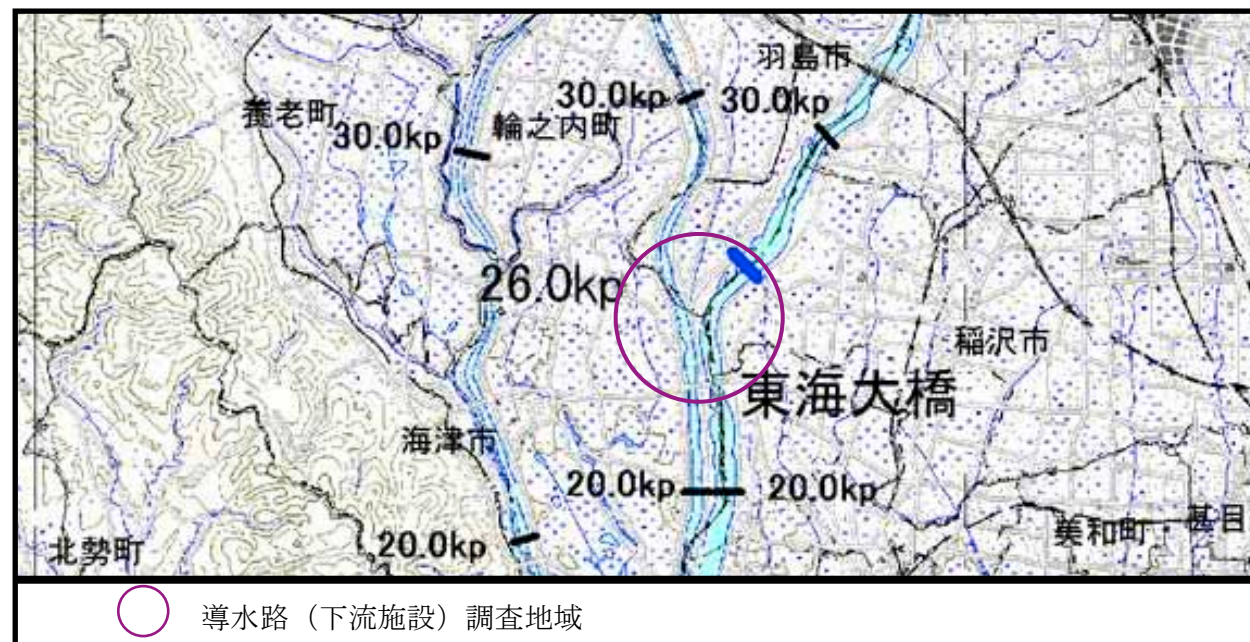 羽島市
30.0kp
30.0kp
養老町
30.0kp
輪之内町
26.0kp
稲沢市
東海大橋
海津市
20.0kp
20.0kp
美和町
甚目
北勢町
20.0kp
導水路（下流施設）調査地域